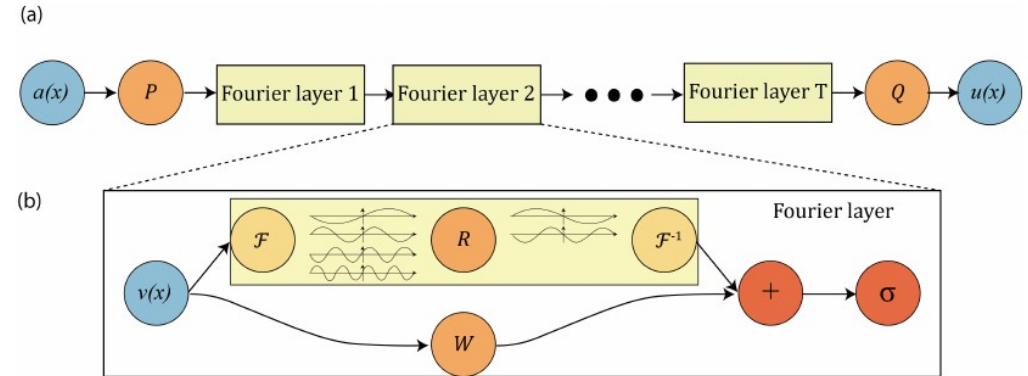 (a)
a(x) P Fourier layer 1 Fourier layer 2 Fourier layer T Q u(x)
(b)
Fourier layer
ℱ R ℱ⁻¹
v(x) + σ
W